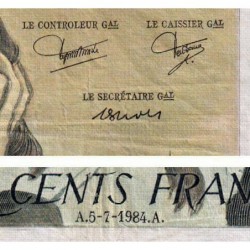 LE CONTROLEUR GAL LE CAISSIER GAL
LE SECRÉTAIRE GAL
CENTS FRAN
A.5-7-1984.A.